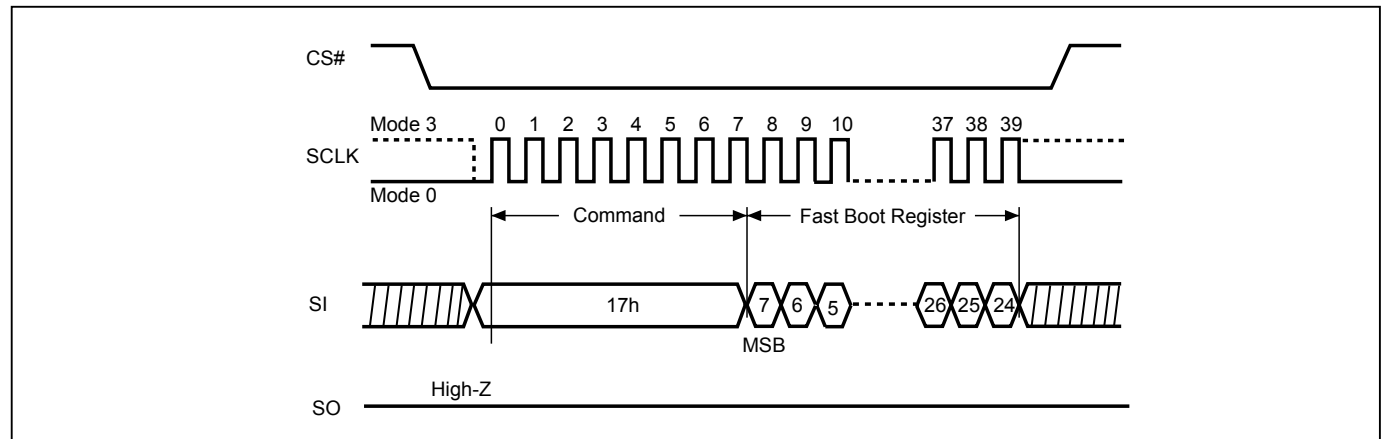 CS#
Mode 3 0 1 2 3 4 5 6 7 8 9 10 37 38 39
SCLK
Mode 0
Command Fast Boot Register
SI 17h 7 6 5 26 25 24
MSB
High-Z
SO